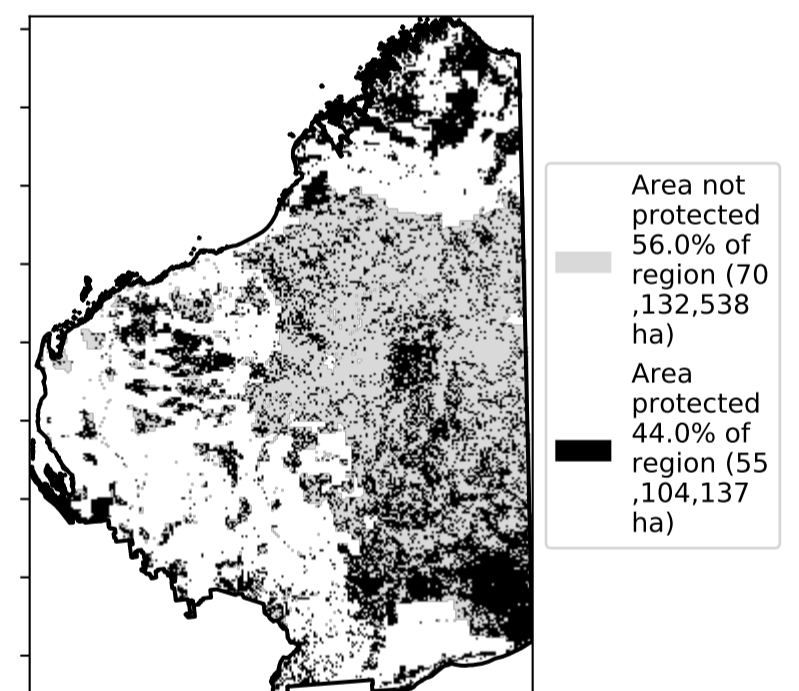 Area not
protected
56.0% of
region (70
,132,538
ha)
Area
protected
44.0% of
region (55
,104,137
ha)